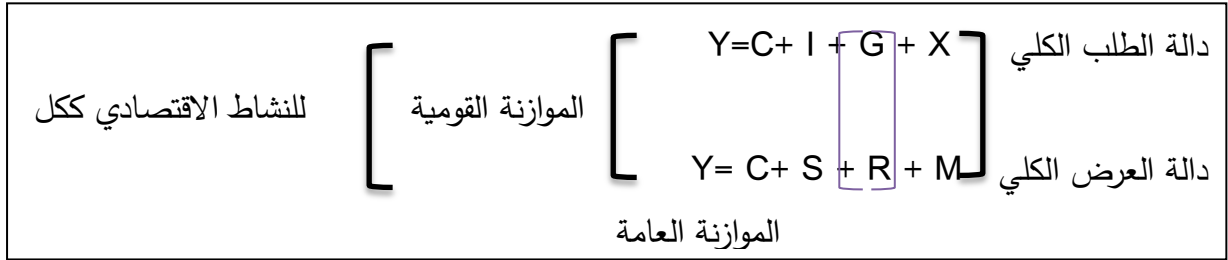 دالة الطلب الكلي Y=C+ I + G + X
الموازنة القومية للنشاط الاقتصادي ككل
دالة العرض الكلي Y= C+ S + R + M
الموازنة العامة